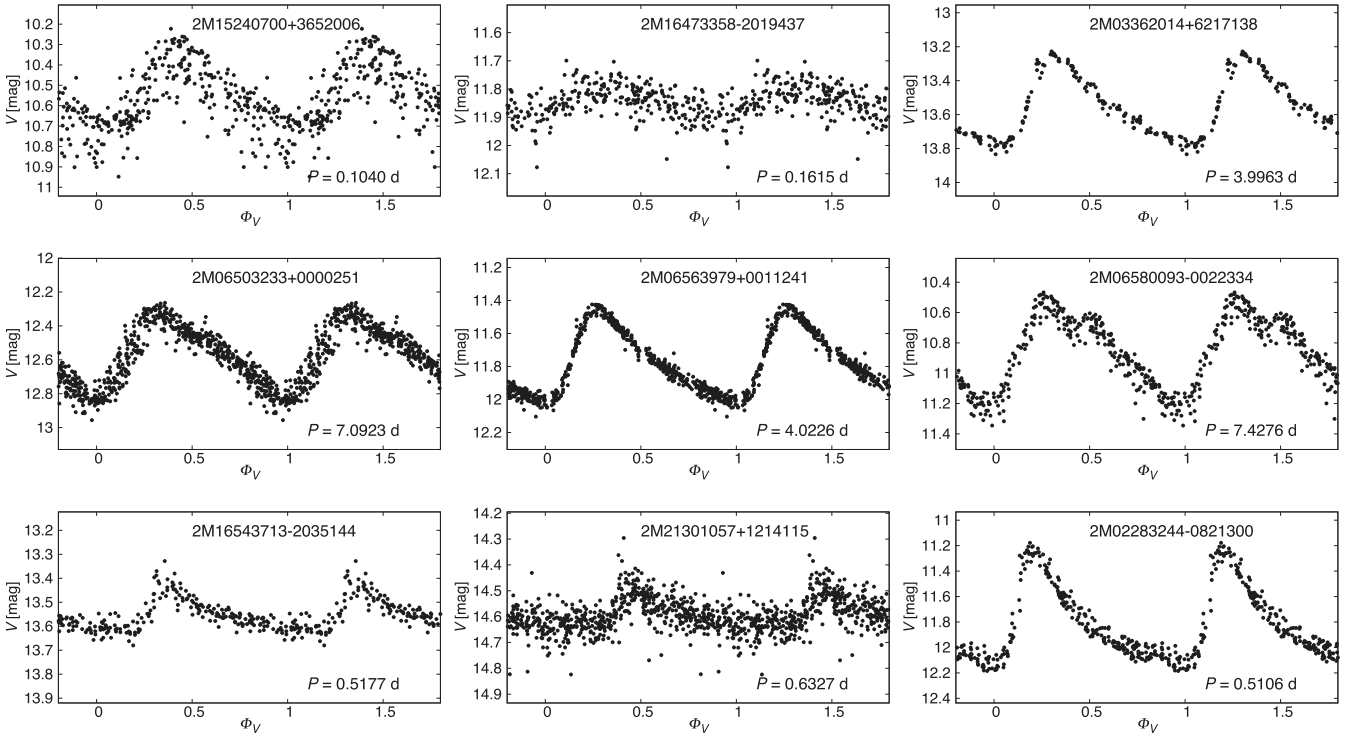 2M15240700+3652006
10.2
10.3
10.4
10.5
10.6
10.7
10.8
10.9
11
V [mag]
P = 0.1040 d
0 0.5 1 1.5
Φ_V
2M16473358-2019437
11.6
11.7
11.8
11.9
12
12.1
V [mag]
P = 0.1615 d
0 0.5 1 1.5
Φ_V
2M03362014+6217138
13
13.2
13.4
13.6
13.8
14
V [mag]
P = 3.9963 d
0 0.5 1 1.5
Φ_V
2M06503233+0000251
12
12.2
12.4
12.6
12.8
13
V [mag]
P = 7.0923 d
0 0.5 1 1.5
Φ_V
2M06563979+0011241
11.2
11.4
11.6
11.8
12
12.2
V [mag]
P = 4.0226 d
0 0.5 1 1.5
Φ_V
2M06580093-0022334
10.4
10.6
10.8
11
11.2
11.4
V [mag]
P = 7.4276 d
0 0.5 1 1.5
Φ_V
2M16543713-2035144
13.2
13.3
13.4
13.5
13.6
13.7
13.8
13.9
V [mag]
P = 0.5177 d
0 0.5 1 1.5
Φ_V
2M21301057+1214115
14.2
14.3
14.4
14.5
14.6
14.7
14.8
14.9
V [mag]
P = 0.6327 d
0 0.5 1 1.5
Φ_V
2M02283244-0821300
11
11.2
11.4
11.6
11.8
12
12.2
12.4
V [mag]
P = 0.5106 d
0 0.5 1 1.5
Φ_V